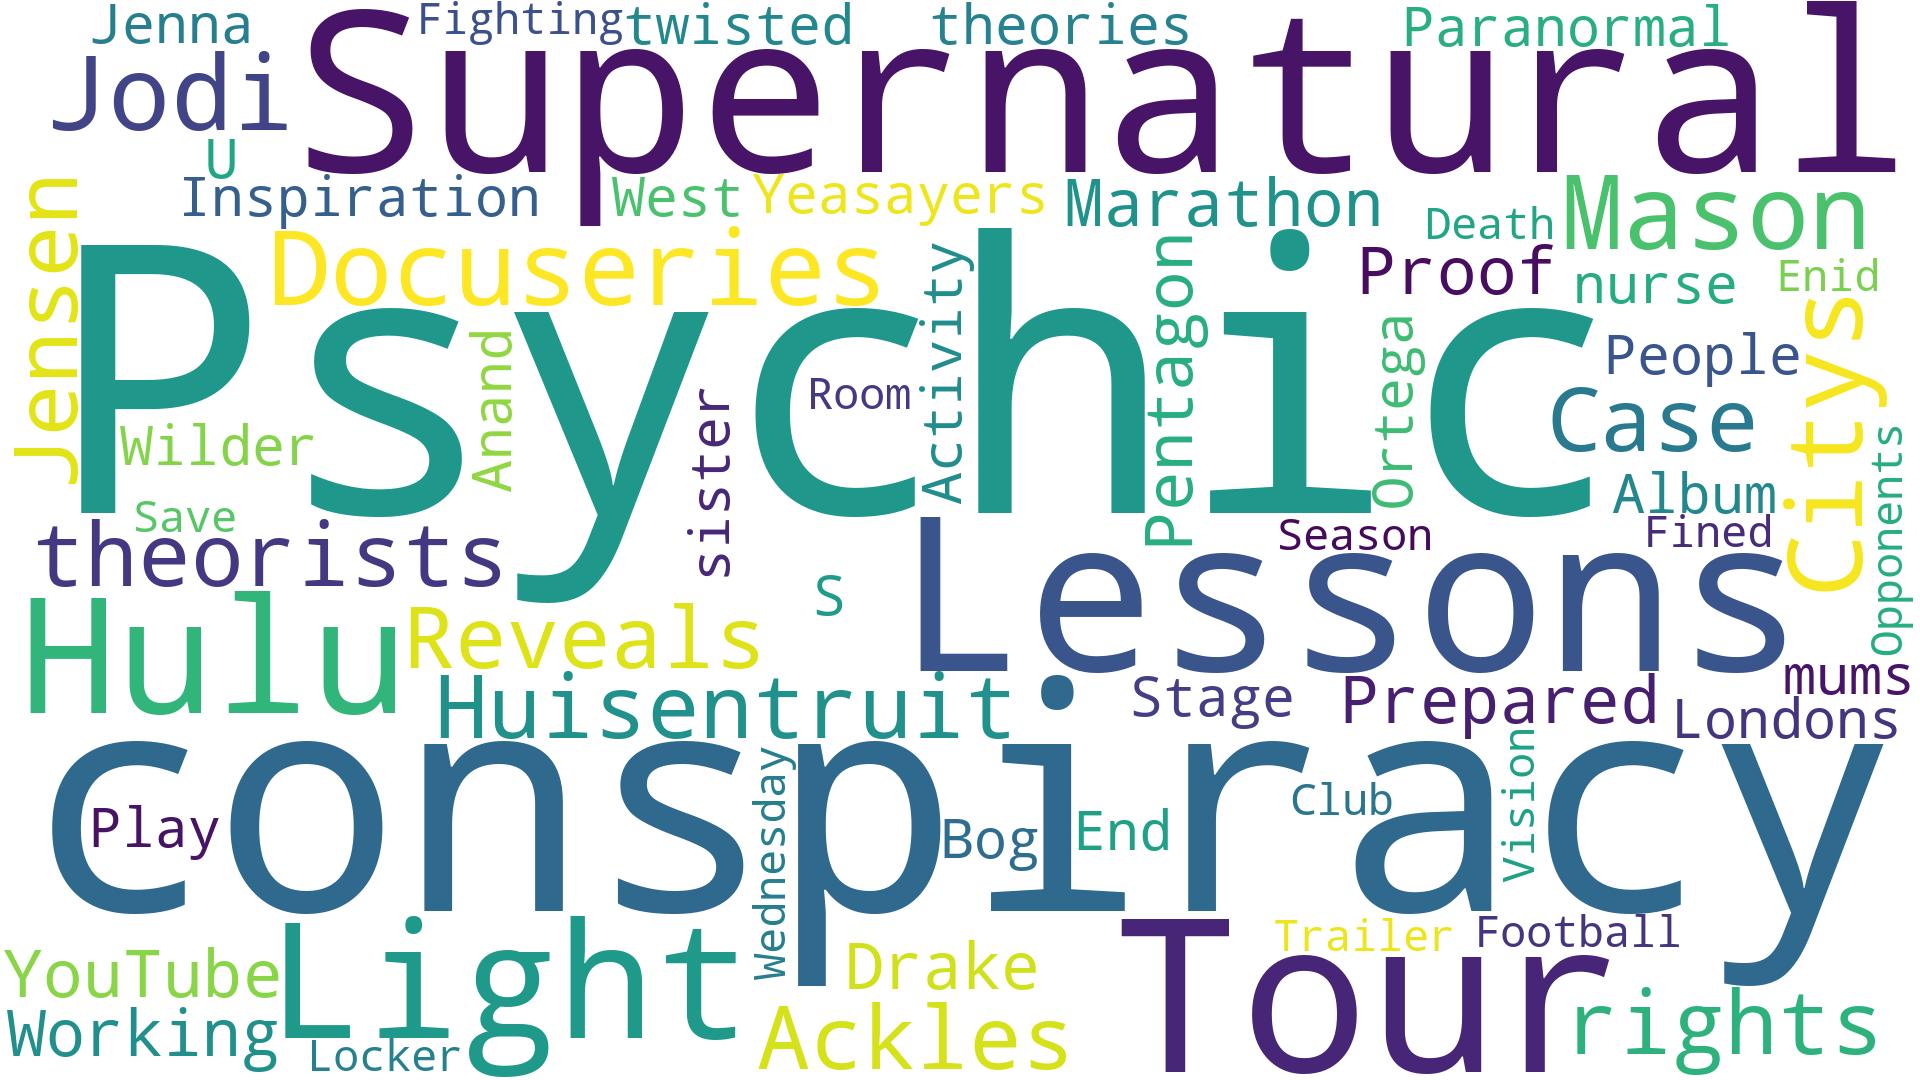 Jenna
Fighting
twisted
theories
Paranormal
Supernatural
Jodi
U
Inspiration
West
Yeasayers
Marathon
Death
Mason
Jensen
Docuseries
Psychic
Activity
Pentagon
Proof
nurse
Enid
Citys
Anand
Room
Ortega
People
Case
Wilder
sister
Album
Opponents
Save
theorists
S
Season
Fined
Lessons
Hulu
Reveals
Huisentruit
Stage
Prepared
mums
Londons
conspiracy
Play
Wednesday
Bog
End
Club
Vision
YouTube
Light
Drake
Tour
Trailer
Football
Working
Locker
Ackles
rights